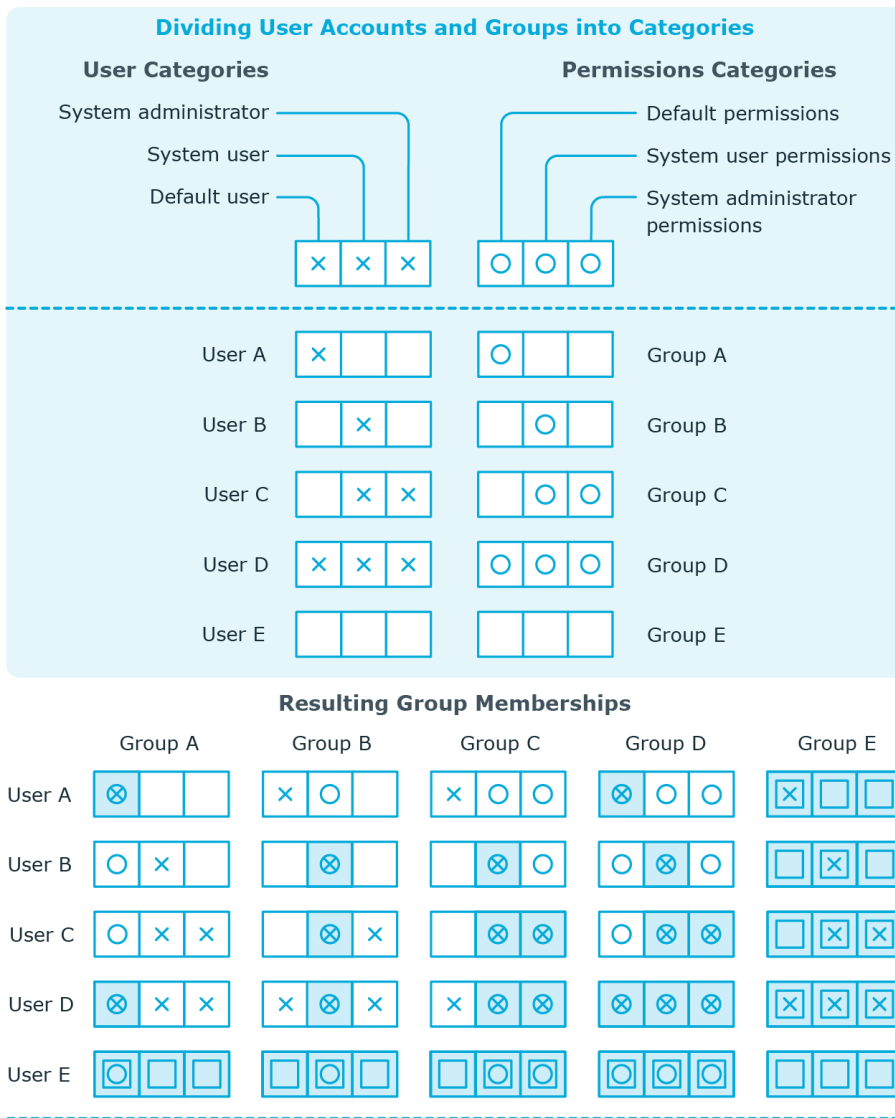 Dividing User Accounts and Groups into Categories
User Categories
Permissions Categories
System administrator
Default permissions
System user
System user permissions
Default user
System administrator
permissions
User A
Group A
User B
Group B
User C
Group C
User D
Group D
User E
Group E
Resulting Group Memberships
Group A
Group B
Group C
Group D
Group E
User A
User B
User C
User D
User E